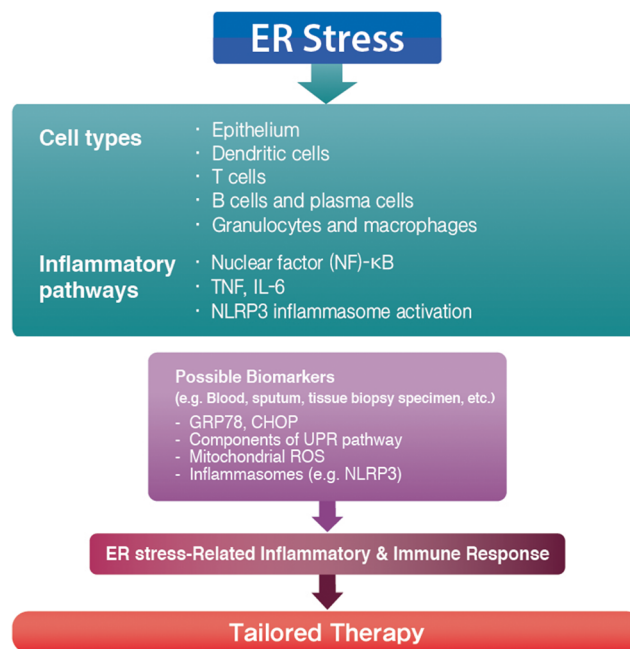 ER Stress
Cell types
· Epithelium
· Dendritic cells
· T cells
· B cells and plasma cells
· Granulocytes and macrophages
Inflammatory
pathways
· Nuclear factor (NF)-κB
· TNF, IL-6
· NLRP3 inflammasome activation
Possible Biomarkers
(e.g. Blood, sputum, tissue biopsy specimen, etc.)
- GRP78, CHOP
- Components of UPR pathway
- Mitochondrial ROS
- Inflammasomes (e.g. NLRP3)
ER stress-Related Inflammatory & Immune Response
Tailored Therapy